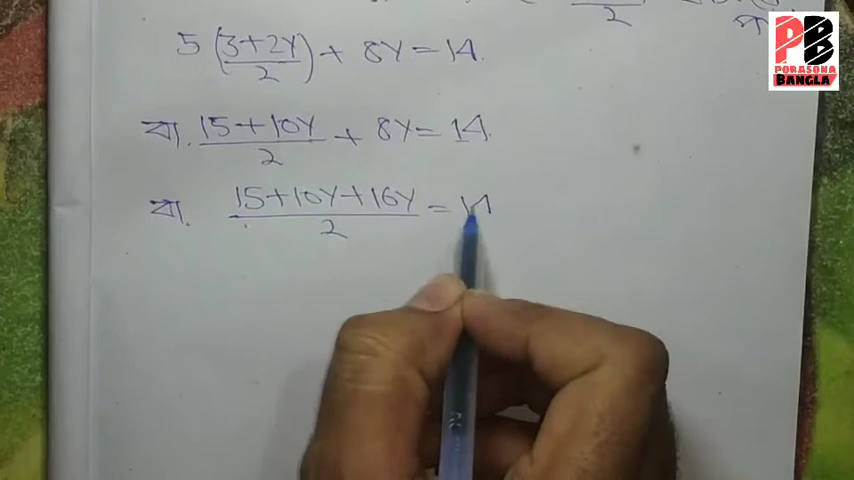 2
PB
PORASONA
BANGLA
5 (3+2Y/2) + 8Y = 14.
বা. 15+10Y/2 + 8Y = 14.
বা. 15+10Y+16Y/2 = 14